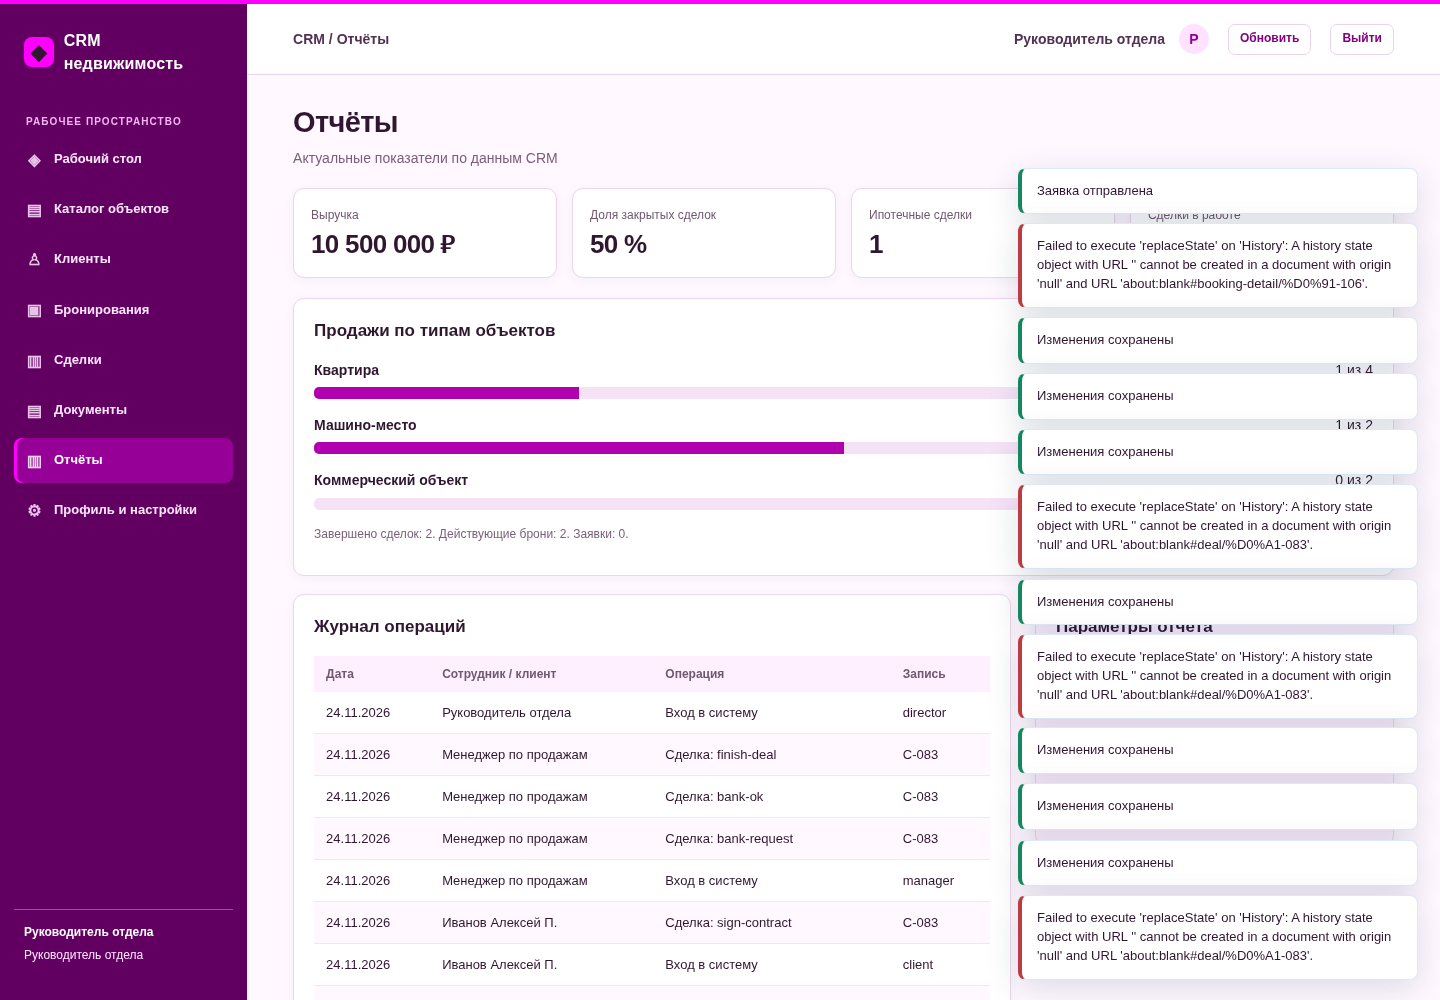 CRM
недвижимость
РАБОЧЕЕ ПРОСТРАНСТВО
Рабочий стол
Каталог объектов
Клиенты
Бронирования
Сделки
Документы
Отчёты
Профиль и настройки
Руководитель отдела
Руководитель отдела
CRM / Отчёты
Руководитель отдела
Р
Обновить
Выйти
Отчёты
Актуальные показатели по данным CRM
Выручка
10 500 000 ₽
Доля закрытых сделок
50 %
Ипотечные сделки
1
Сделки в работе
Продажи по типам объектов
Квартира
1 из 4
Машино-место
1 из 2
Коммерческий объект
0 из 2
Завершено сделок: 2. Действующие брони: 2. Заявки: 0.
Журнал операций
Дата Сотрудник / клиент Операция Запись
24.11.2026 Руководитель отдела Вход в систему director
24.11.2026 Менеджер по продажам Сделка: finish-deal С-083
24.11.2026 Менеджер по продажам Сделка: bank-ok С-083
24.11.2026 Менеджер по продажам Сделка: bank-request С-083
24.11.2026 Менеджер по продажам Вход в систему manager
24.11.2026 Иванов Алексей П. Сделка: sign-contract С-083
24.11.2026 Иванов Алексей П. Вход в систему client
Параметры отчёта
Заявка отправлена
Failed to execute 'replaceState' on 'History': A history state
object with URL '' cannot be created in a document with origin
'null' and URL 'about:blank#booking-detail/%D0%91-106'.
Изменения сохранены
Изменения сохранены
Изменения сохранены
Failed to execute 'replaceState' on 'History': A history state
object with URL '' cannot be created in a document with origin
'null' and URL 'about:blank#deal/%D0%A1-083'.
Изменения сохранены
Failed to execute 'replaceState' on 'History': A history state
object with URL '' cannot be created in a document with origin
'null' and URL 'about:blank#deal/%D0%A1-083'.
Изменения сохранены
Изменения сохранены
Изменения сохранены
Failed to execute 'replaceState' on 'History': A history state
object with URL '' cannot be created in a document with origin
'null' and URL 'about:blank#deal/%D0%A1-083'.